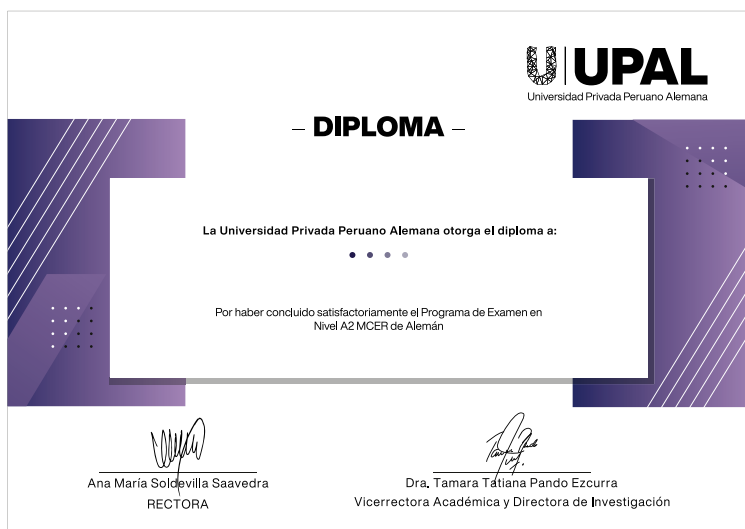 UPAL
Universidad Privada Peruano Alemana
– DIPLOMA –
La Universidad Privada Peruano Alemana otorga el diploma a:
Por haber concluido satisfactoriamente el Programa de Examen en
Nivel A2 MCER de Alemán
Ana María Soldevilla Saavedra
RECTORA
Dra. Tamara Tatiana Pando Ezcurra
Vicerrectora Académica y Directora de Investigación